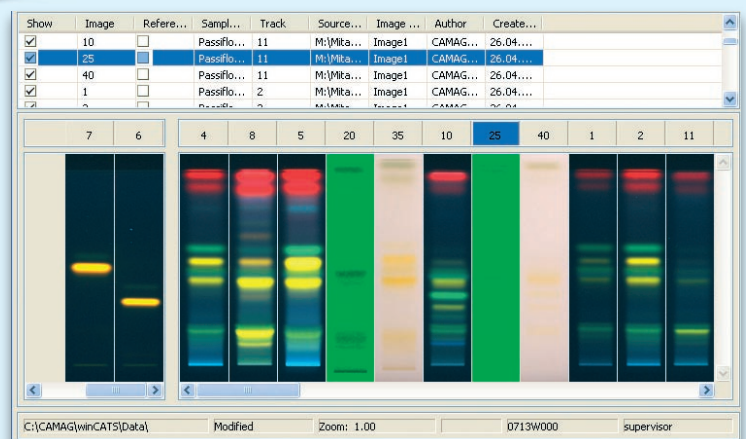 Show Image Refere... Sampl... Track Source... Image ... Author Create...
10 Passiflo... 11 M:\Mita... Image1 CAMAG... 26.04....
25 Passiflo... 11 M:\Mita... Image1 CAMAG... 26.04....
40 Passiflo... 11 M:\Mita... Image1 CAMAG... 26.04....
1 Passiflo... 2 M:\Mita... Image1 CAMAG... 26.04....
7 6 4 8 5 20 35 10 25 40 1 2 11
C:\CAMAG\winCATS\Data\ Modified Zoom: 1.00 0713W000 supervisor